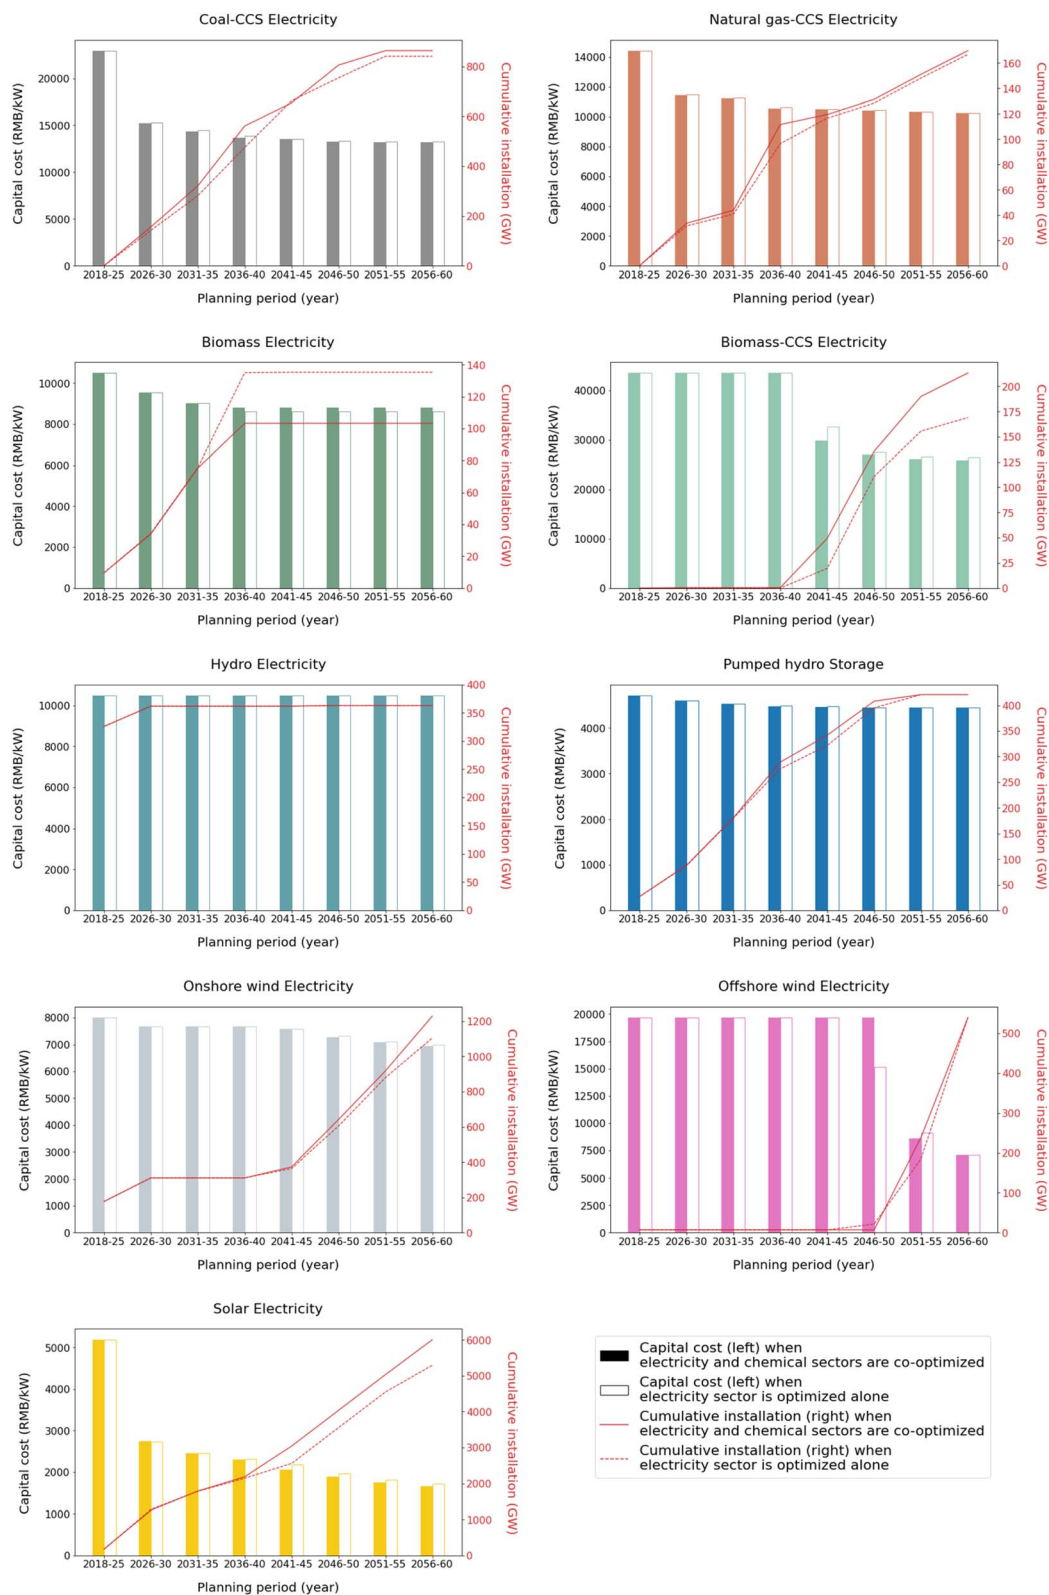 Coal-CCS Electricity
Capital cost (RMB/kW)
20000
15000
10000
5000
0
Cumulative installation (GW)
800
600
400
200
0
2018-25 2026-30 2031-35 2036-40 2041-45 2046-50 2051-55 2056-60
Planning period (year)
Natural gas-CCS Electricity
Capital cost (RMB/kW)
14000
12000
10000
8000
6000
4000
2000
0
Cumulative installation (GW)
160
140
120
100
80
60
40
20
0
2018-25 2026-30 2031-35 2036-40 2041-45 2046-50 2051-55 2056-60
Planning period (year)
Biomass Electricity
Capital cost (RMB/kW)
10000
8000
6000
4000
2000
0
Cumulative installation (GW)
140
120
100
80
60
40
20
0
2018-25 2026-30 2031-35 2036-40 2041-45 2046-50 2051-55 2056-60
Planning period (year)
Biomass-CCS Electricity
Capital cost (RMB/kW)
40000
30000
20000
10000
0
Cumulative installation (GW)
200
175
150
125
100
75
50
25
0
2018-25 2026-30 2031-35 2036-40 2041-45 2046-50 2051-55 2056-60
Planning period (year)
Hydro Electricity
Capital cost (RMB/kW)
10000
8000
6000
4000
2000
0
Cumulative installation (GW)
400
350
300
250
200
150
100
50
0
2018-25 2026-30 2031-35 2036-40 2041-45 2046-50 2051-55 2056-60
Planning period (year)
Pumped hydro Storage
Capital cost (RMB/kW)
4000
3000
2000
1000
0
Cumulative installation (GW)
400
350
300
250
200
150
100
50
0
2018-25 2026-30 2031-35 2036-40 2041-45 2046-50 2051-55 2056-60
Planning period (year)
Onshore wind Electricity
Capital cost (RMB/kW)
8000
7000
6000
5000
4000
3000
2000
1000
0
Cumulative installation (GW)
1200
1000
800
600
400
200
0
2018-25 2026-30 2031-35 2036-40 2041-45 2046-50 2051-55 2056-60
Planning period (year)
Offshore wind Electricity
Capital cost (RMB/kW)
20000
17500
15000
12500
10000
7500
5000
2500
0
Cumulative installation (GW)
500
400
300
200
100
0
2018-25 2026-30 2031-35 2036-40 2041-45 2046-50 2051-55 2056-60
Planning period (year)
Solar Electricity
Capital cost (RMB/kW)
5000
4000
3000
2000
1000
0
Cumulative installation (GW)
6000
5000
4000
3000
2000
1000
0
2018-25 2026-30 2031-35 2036-40 2041-45 2046-50 2051-55 2056-60
Planning period (year)
Capital cost (left) when
electricity and chemical sectors are co-optimized
Capital cost (left) when
electricity sector is optimized alone
Cumulative installation (right) when
electricity and chemical sectors are co-optimized
Cumulative installation (right) when
electricity sector is optimized alone